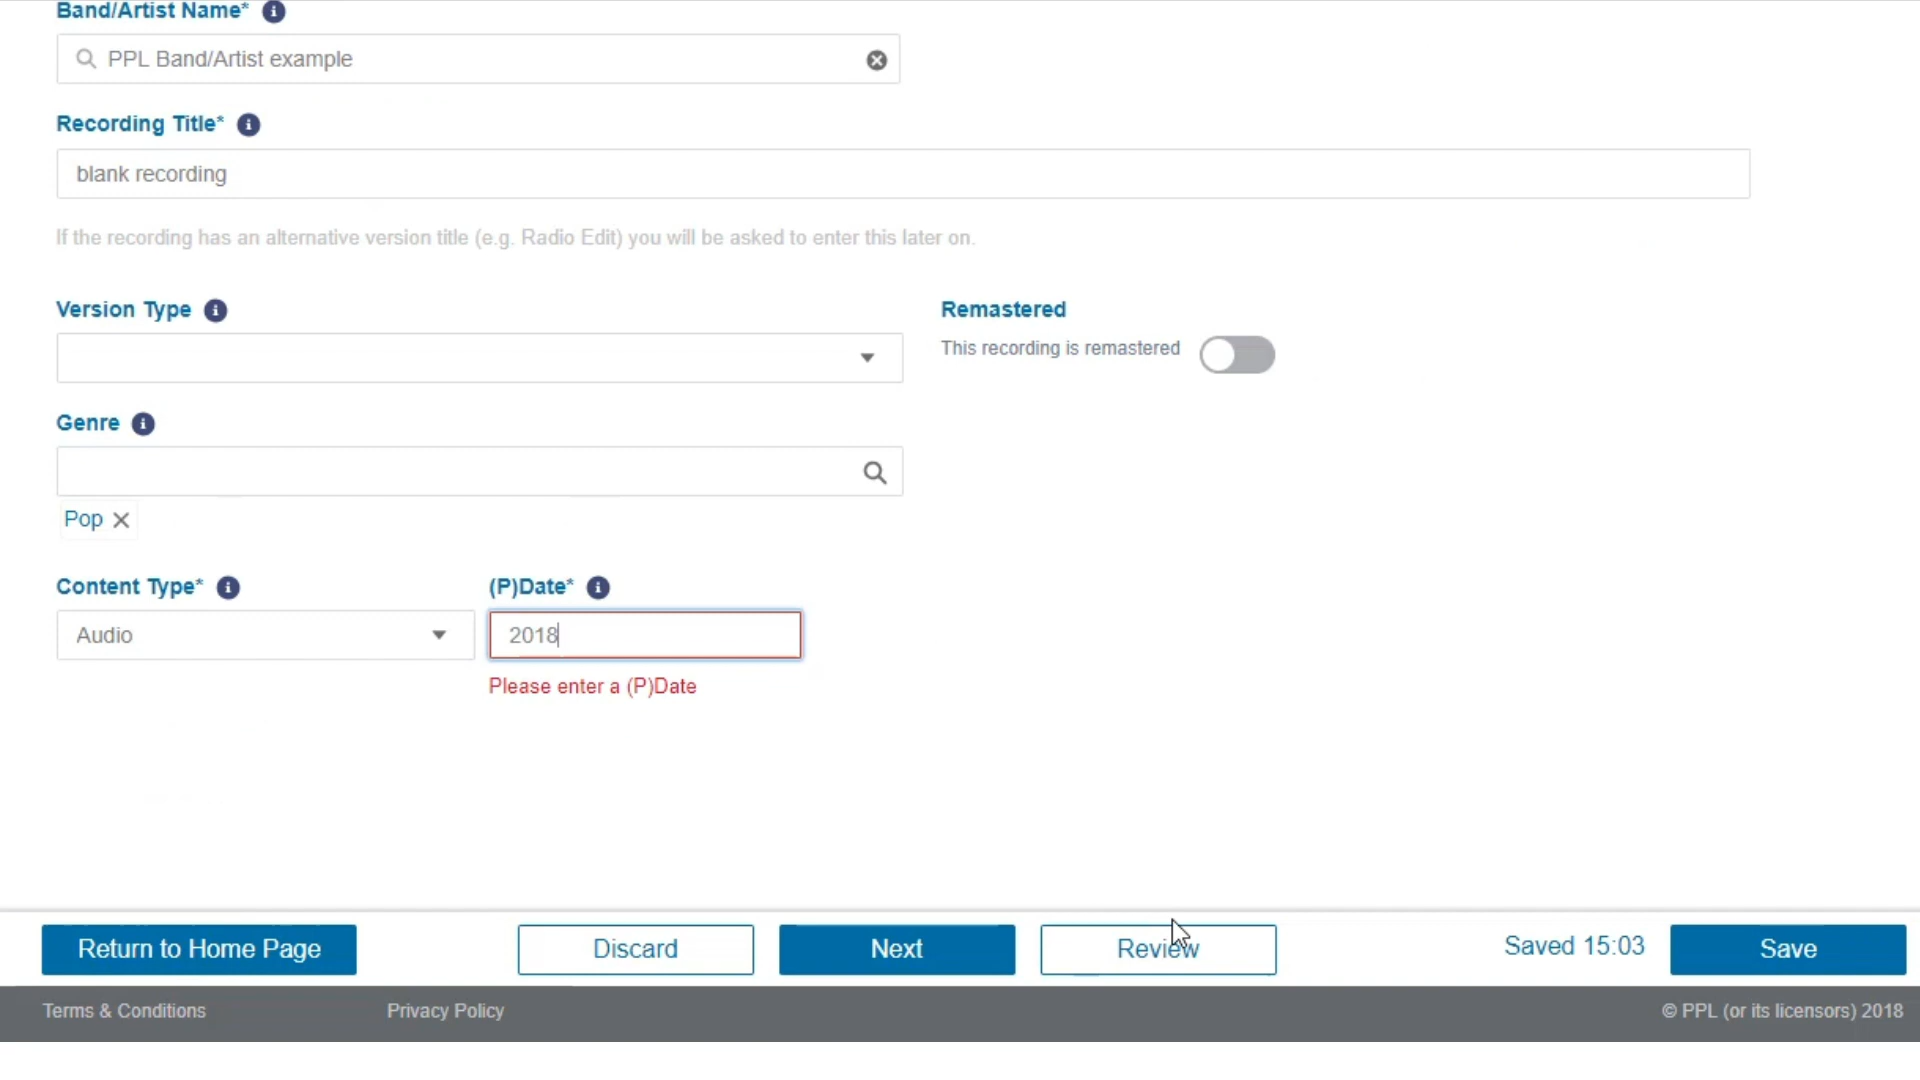 Band/Artist Name*
PPL Band/Artist example
Recording Title*
blank recording
If the recording has an alternative version title (e.g. Radio Edit) you will be asked to enter this later on.
Version Type
Remastered
This recording is remastered
Genre
Pop
Content Type*
(P)Date*
Audio
2018
Please enter a (P)Date
Return to Home Page
Discard
Next
Review
Saved 15:03
Save
Terms & Conditions
Privacy Policy
© PPL (or its licensors) 2018